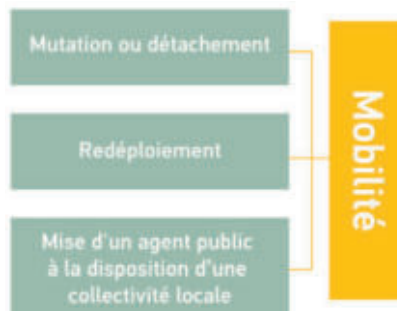 Mutation ou détachement
Redéploiement
Mise d'un agent public
à la disposition d'une
collectivité locale
Mobilité